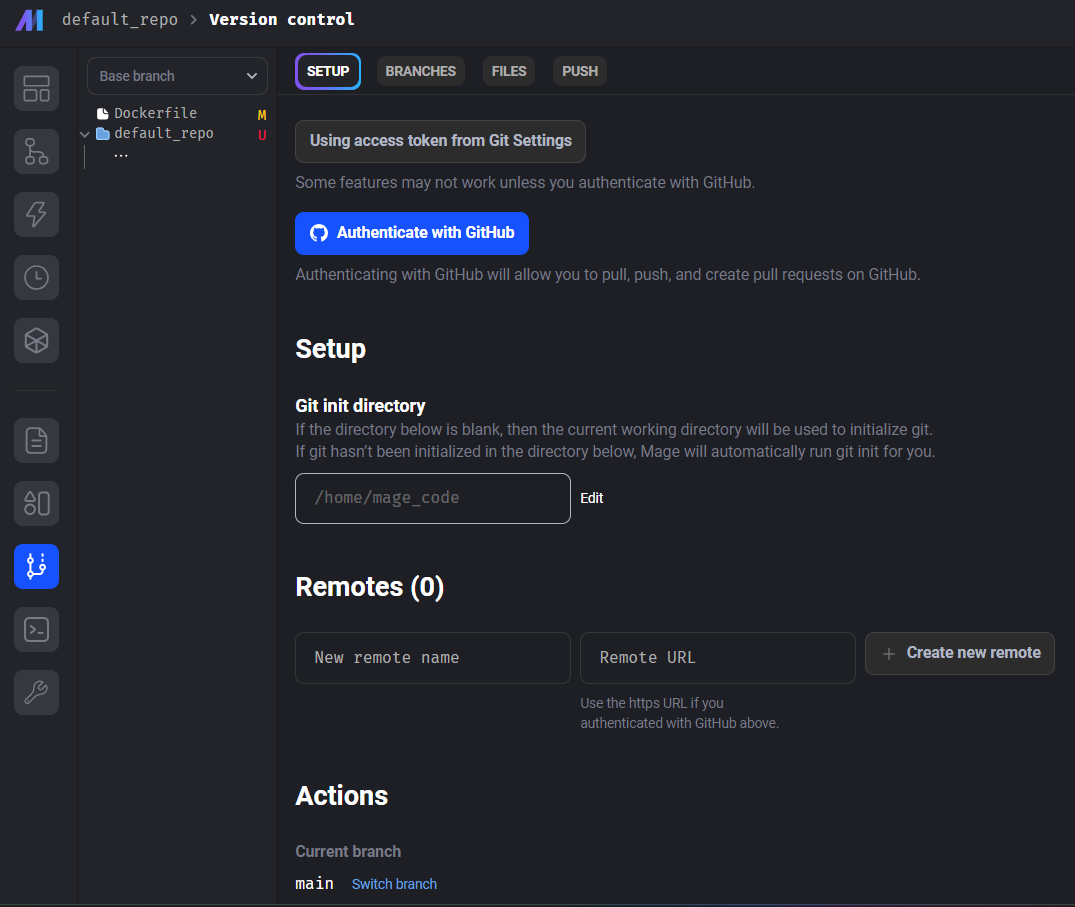 default_repo > Version control
Base branch
Dockerfile M
default_repo U
...
SETUP BRANCHES FILES PUSH
Using access token from Git Settings
Some features may not work unless you authenticate with GitHub.
Authenticate with GitHub
Authenticating with GitHub will allow you to pull, push, and create pull requests on GitHub.
Setup
Git init directory
If the directory below is blank, then the current working directory will be used to initialize git.
If git hasn't been initialized in the directory below, Mage will automatically run git init for you.
/home/mage_code Edit
Remotes (0)
New remote name Remote URL + Create new remote
Use the https URL if you
authenticated with GitHub above.
Actions
Current branch
main Switch branch